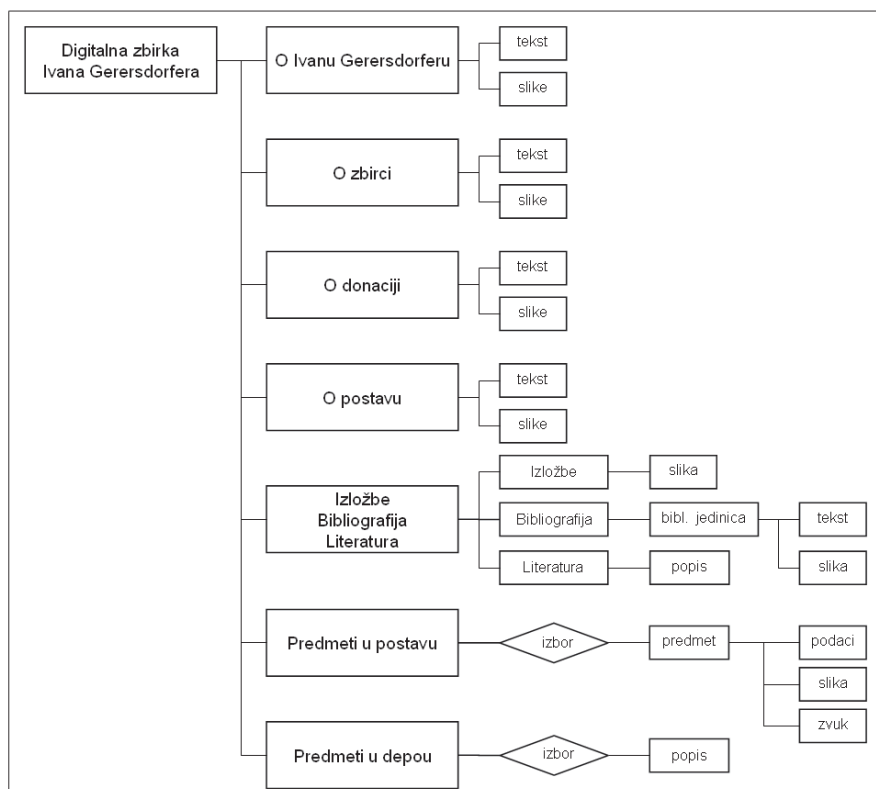 Digitalna zbirka
Ivana Gerersdorfera
O Ivanu Gerersdorferu
tekst
slike
O zbirci
tekst
slike
O donaciji
tekst
slike
O postavu
tekst
slike
Izložbe
Bibliografija
Literatura
Izložbe
slika
Bibliografija
bibl. jedinica
tekst
slika
Literatura
popis
Predmeti u postavu
izbor
predmet
podaci
slika
zvuk
Predmeti u depou
izbor
popis